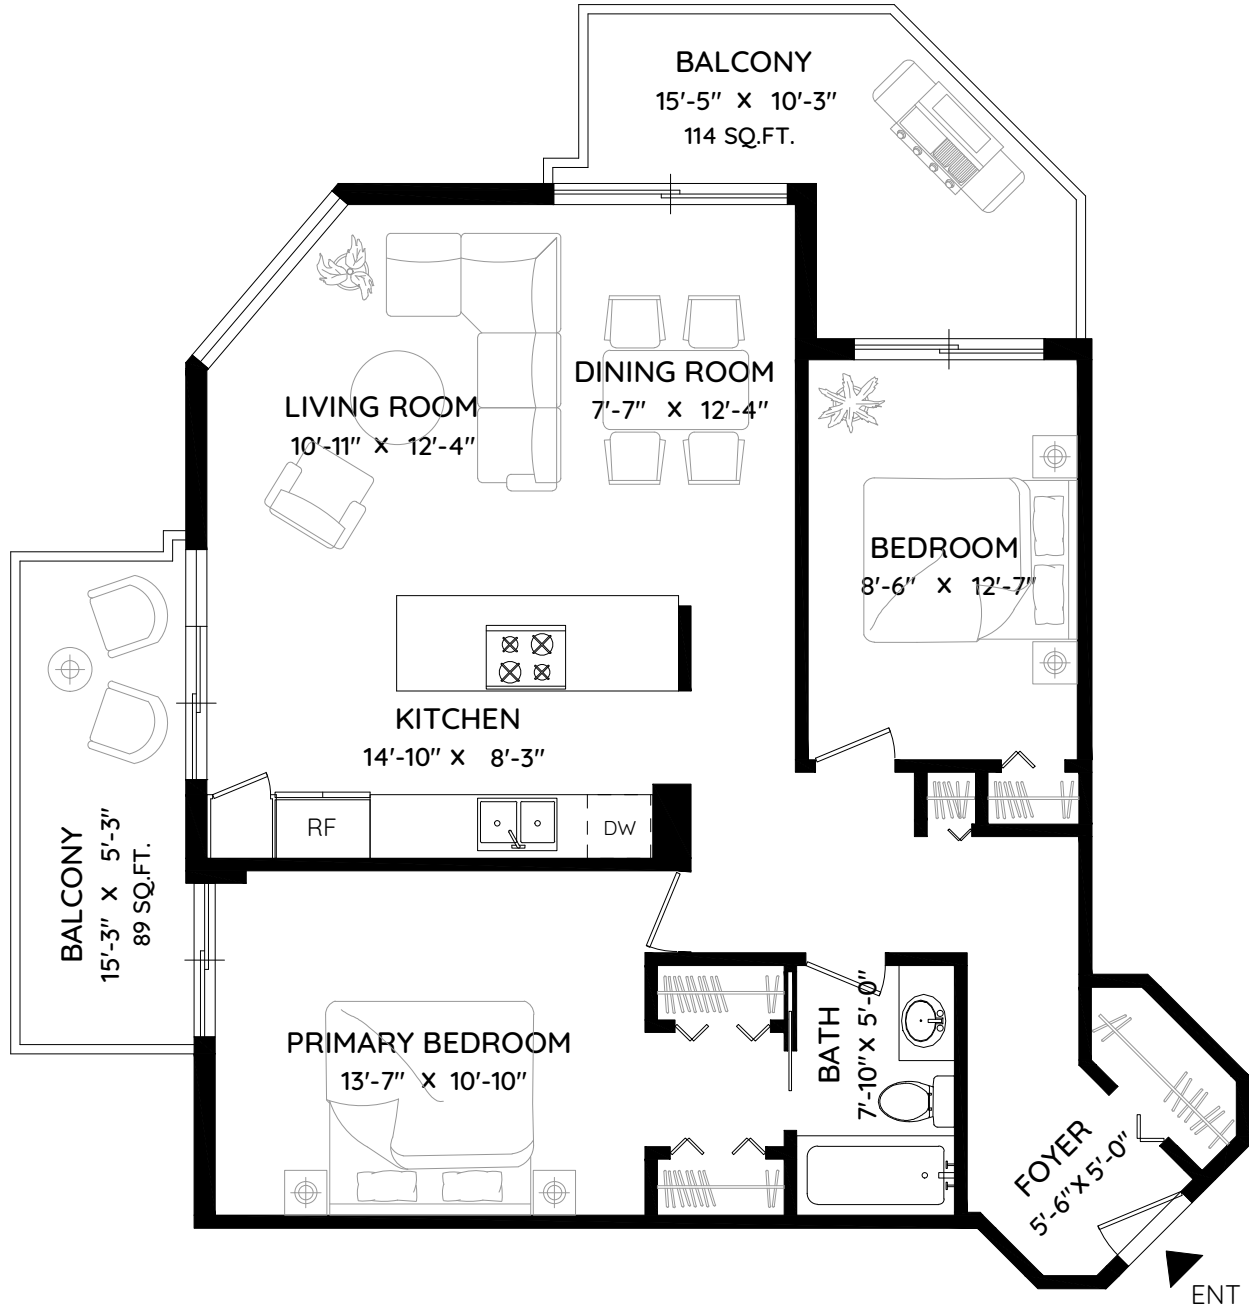 BALCONY
15'-5" X 10'-3"
114 SQ.FT.
DINING ROOM
7'-7" X 12'-4"
LIVING ROOM
10'-11" X 12'-4"
BEDROOM
8'-6" X 12'-7"
KITCHEN
14'-10" X 8'-3"
RF
DW
BALCONY
15'-3" X 5'-3"
89 SQ.FT.
PRIMARY BEDROOM
13'-7" X 10'-10"
BATH
7'-10" X 5'-0"
FOYER
5'-6" X 5'-0"
ENT